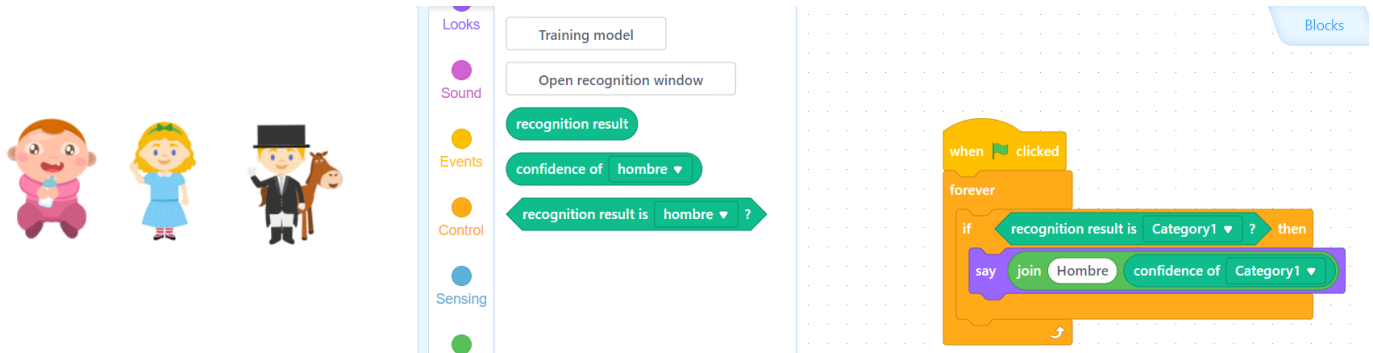 Looks
Sound
Events
Control
Sensing
Training model
Open recognition window
recognition result
confidence of hombre
recognition result is hombre ?
Blocks
when clicked
forever
if recognition result is Category1 ? then
say join Hombre confidence of Category1